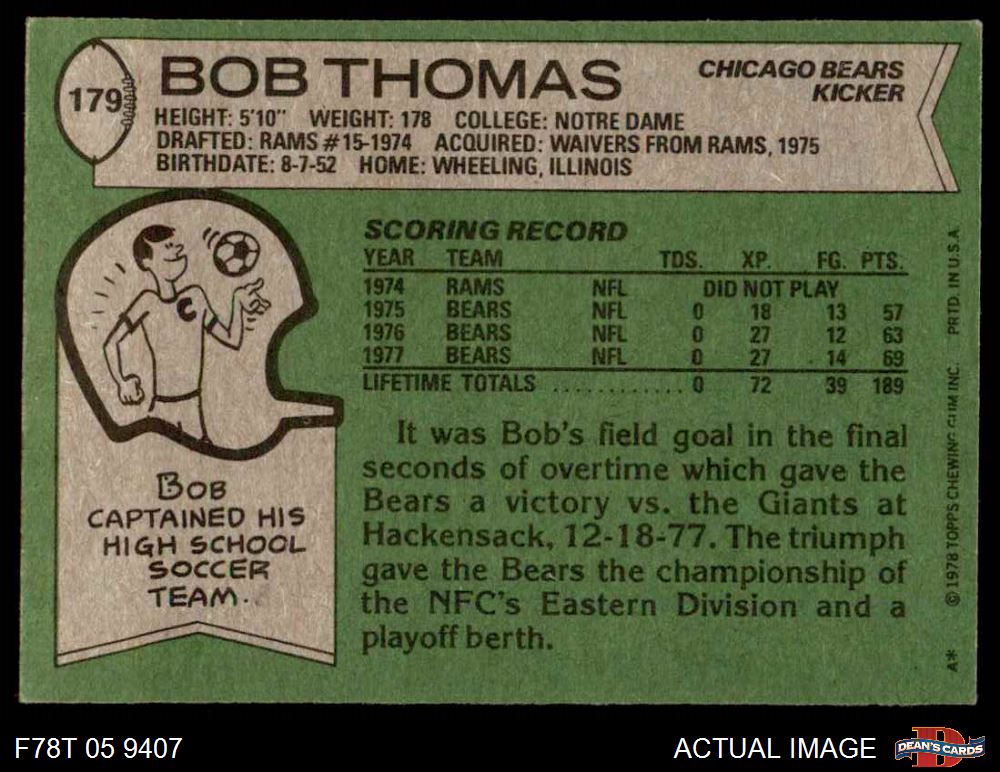 179
BOB THOMAS
CHICAGO BEARS
KICKER
HEIGHT: 5'10" WEIGHT: 178 COLLEGE: NOTRE DAME
DRAFTED: RAMS #15-1974 ACQUIRED: WAIVERS FROM RAMS, 1975
BIRTHDATE: 8-7-52 HOME: WHEELING, ILLINOIS
C
BOB
CAPTAINED HIS
HIGH SCHOOL
SOCCER
TEAM.
SCORING RECORD
YEAR TEAM TDS. XP. FG. PTS.
1974 RAMS NFL DID NOT PLAY
1975 BEARS NFL 0 18 13 57
1976 BEARS NFL 0 27 12 63
1977 BEARS NFL 0 27 14 69
LIFETIME TOTALS ............ 0 72 39 189
It was Bob's field goal in the final
seconds of overtime which gave the
Bears a victory vs. the Giants at
Hackensack, 12-18-77. The triumph
gave the Bears the championship of
the NFC's Eastern Division and a
playoff berth.
A* © 1978 TOPPS CHEWING GUM INC. PRTD. IN U.S.A.
F78T 05 9407
ACTUAL IMAGE
D
DEAN'S CARDS